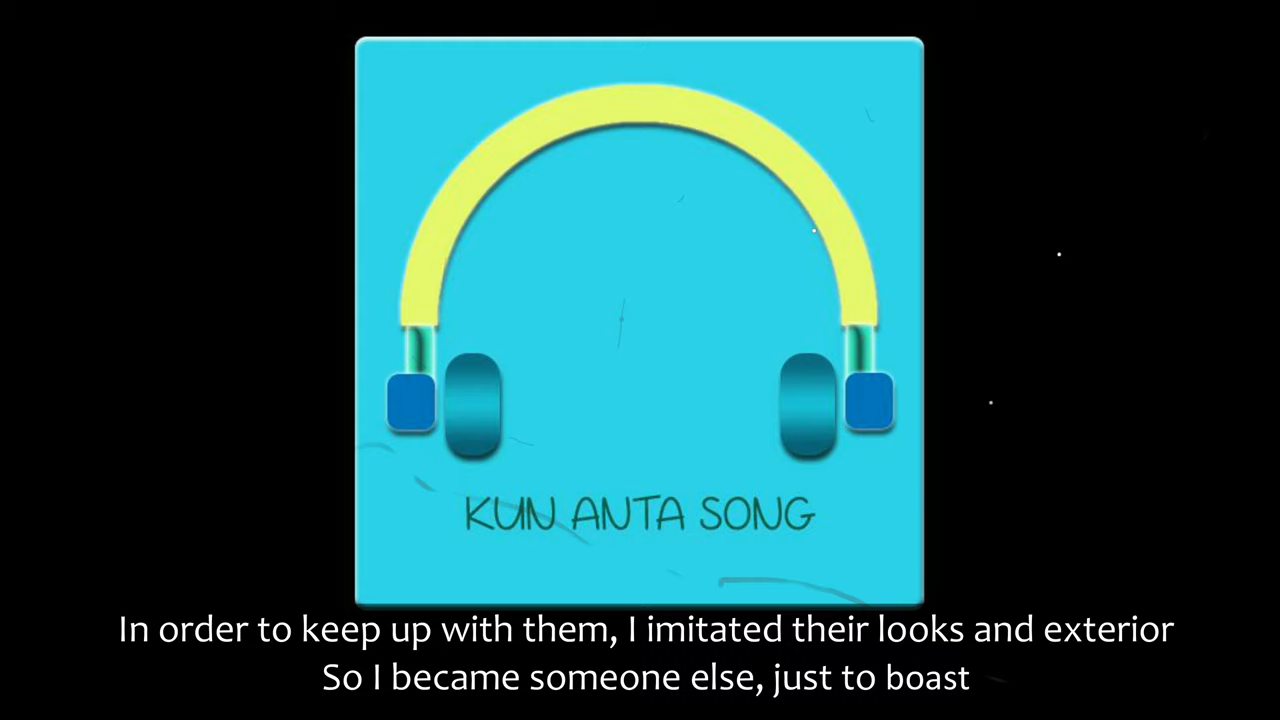 KUN ANTA SONG
In order to keep up with them, I imitated their looks and exterior
So I became someone else, just to boast